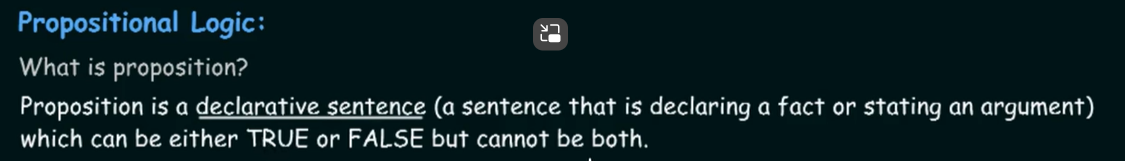 Propositional Logic:
What is proposition?
Proposition is a declarative sentence (a sentence that is declaring a fact or stating an argument)
which can be either TRUE or FALSE but cannot be both.